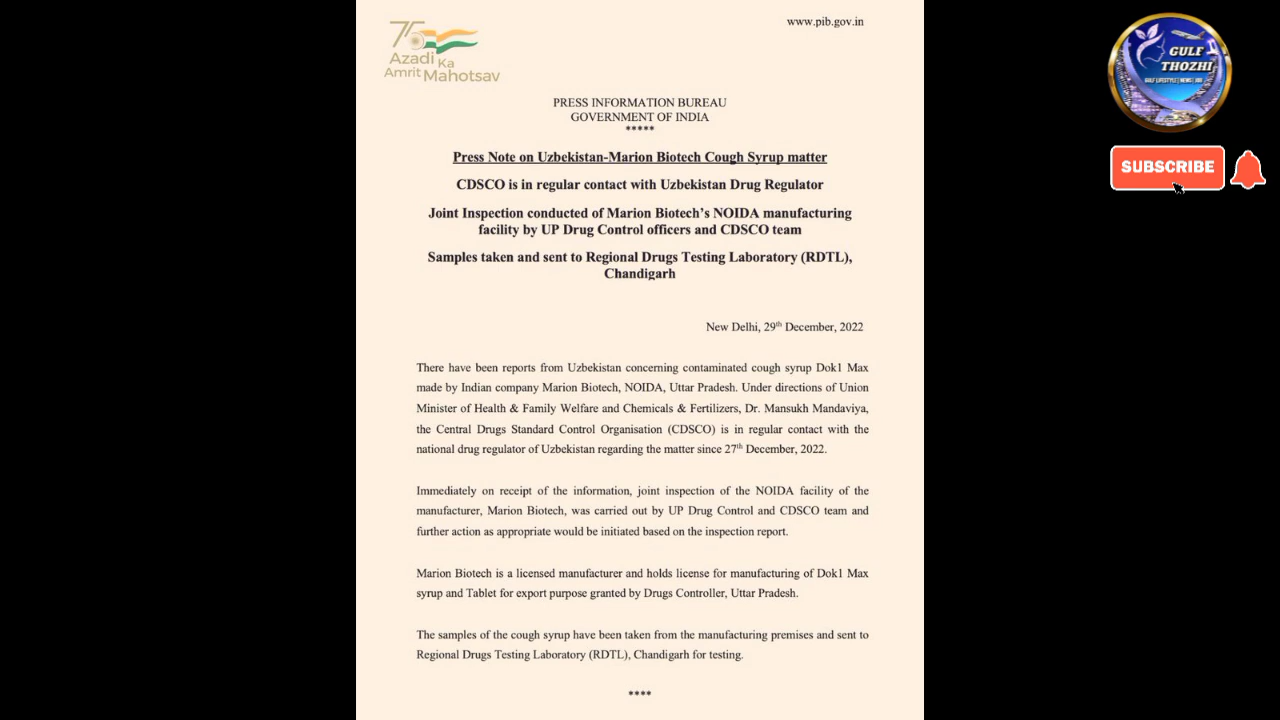 www.pib.gov.in
75
Azadi Ka
Amrit Mahotsav
PRESS INFORMATION BUREAU
GOVERNMENT OF INDIA
*****
Press Note on Uzbekistan-Marion Biotech Cough Syrup matter
CDSCO is in regular contact with Uzbekistan Drug Regulator
Joint Inspection conducted of Marion Biotech's NOIDA manufacturing
facility by UP Drug Control officers and CDSCO team
Samples taken and sent to Regional Drugs Testing Laboratory (RDTL),
Chandigarh
New Delhi, 29th December, 2022
There have been reports from Uzbekistan concerning contaminated cough syrup Dok1 Max
made by Indian company Marion Biotech, NOIDA, Uttar Pradesh. Under directions of Union
Minister of Health & Family Welfare and Chemicals & Fertilizers, Dr. Mansukh Mandaviya,
the Central Drugs Standard Control Organisation (CDSCO) is in regular contact with the
national drug regulator of Uzbekistan regarding the matter since 27th December, 2022.
Immediately on receipt of the information, joint inspection of the NOIDA facility of the
manufacturer, Marion Biotech, was carried out by UP Drug Control and CDSCO team and
further action as appropriate would be initiated based on the inspection report.
Marion Biotech is a licensed manufacturer and holds license for manufacturing of Dok1 Max
syrup and Tablet for export purpose granted by Drugs Controller, Uttar Pradesh.
The samples of the cough syrup have been taken from the manufacturing premises and sent to
Regional Drugs Testing Laboratory (RDTL), Chandigarh for testing.
****
GULF
THOZHI
SUBSCRIBE